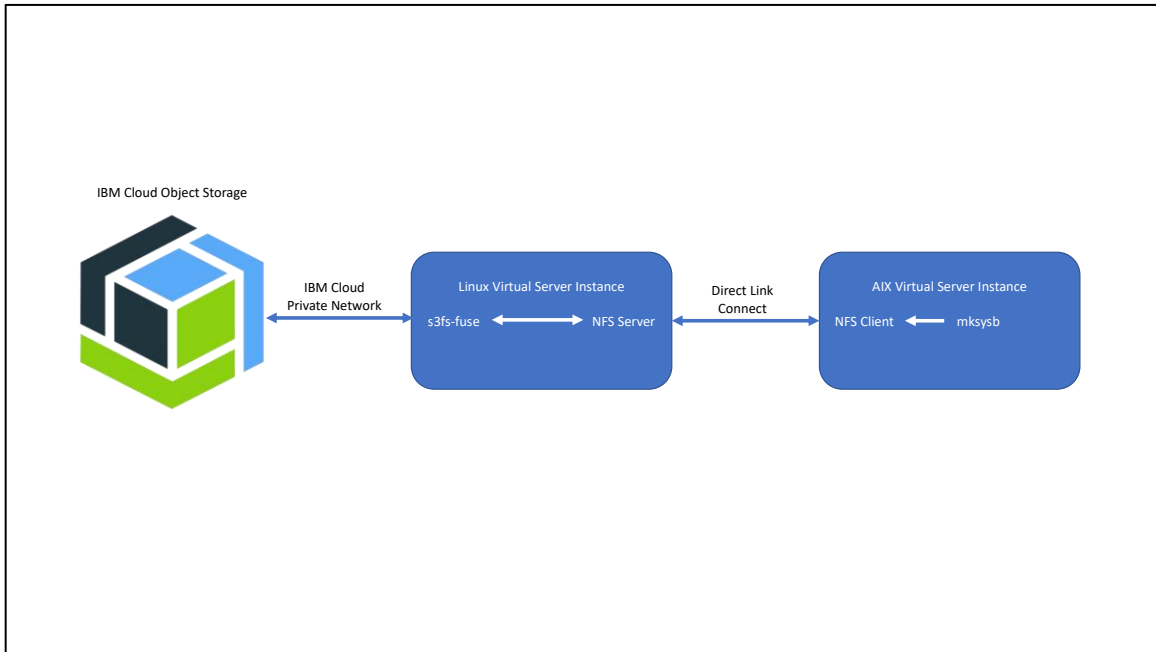 IBM Cloud Object Storage
IBM Cloud
Private Network
Linux Virtual Server Instance
s3fs-fuse
NFS Server
Direct Link
Connect
AIX Virtual Server Instance
NFS Client
mksysb